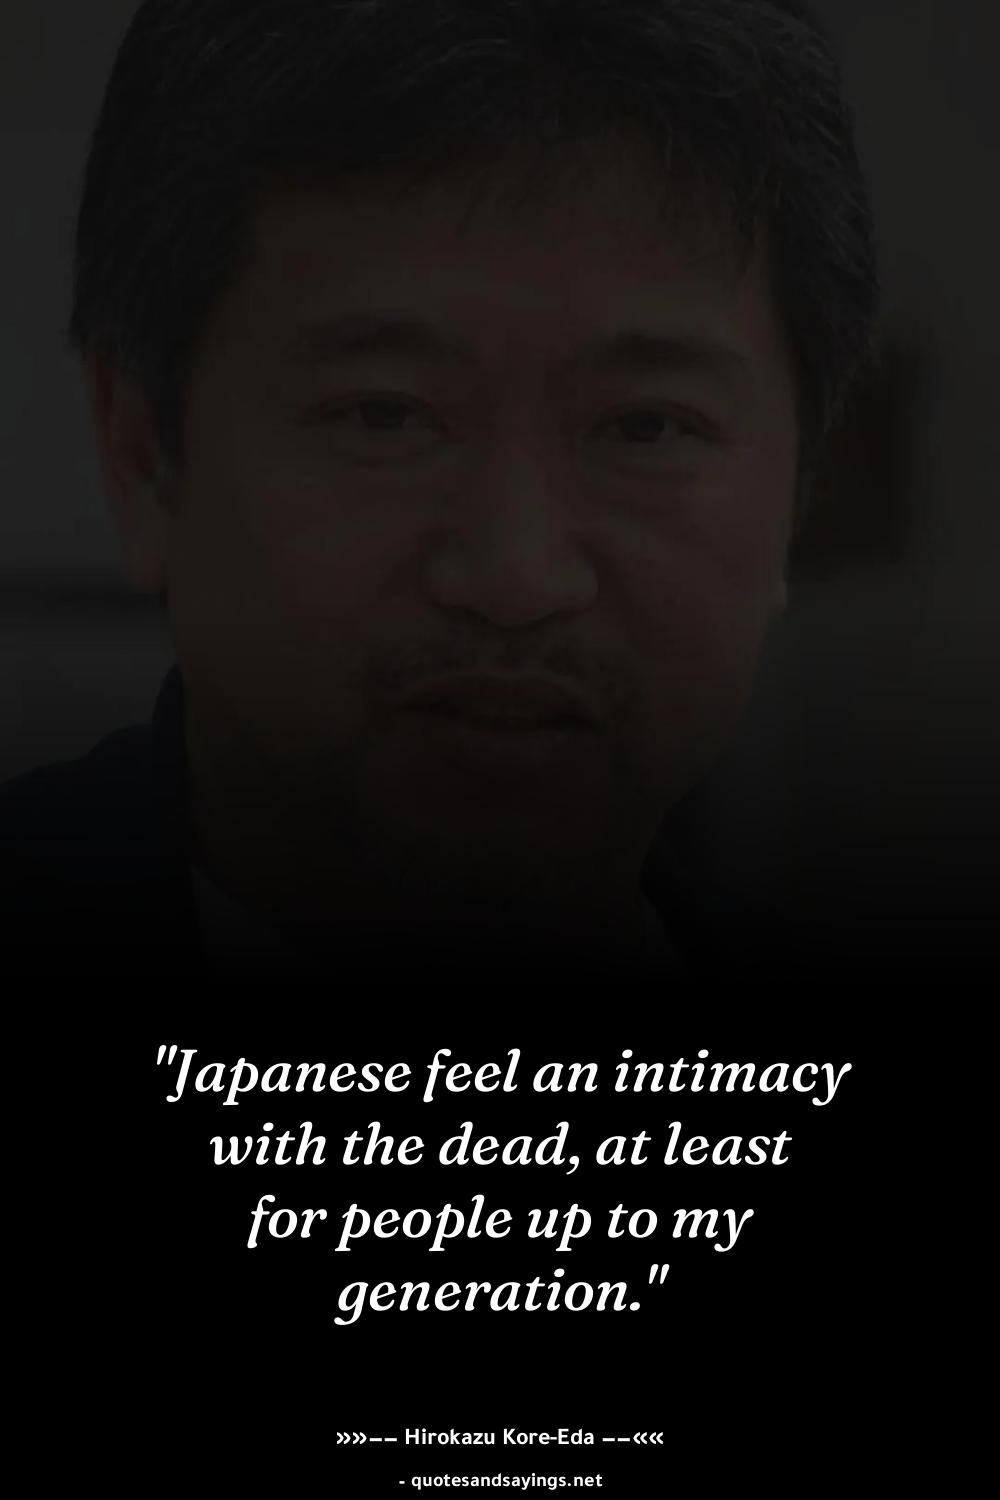 "Japanese feel an intimacy
with the dead, at least
for people up to my
generation."
»»−− Hirokazu Kore-Eda −−««
- quotesandsayings.net